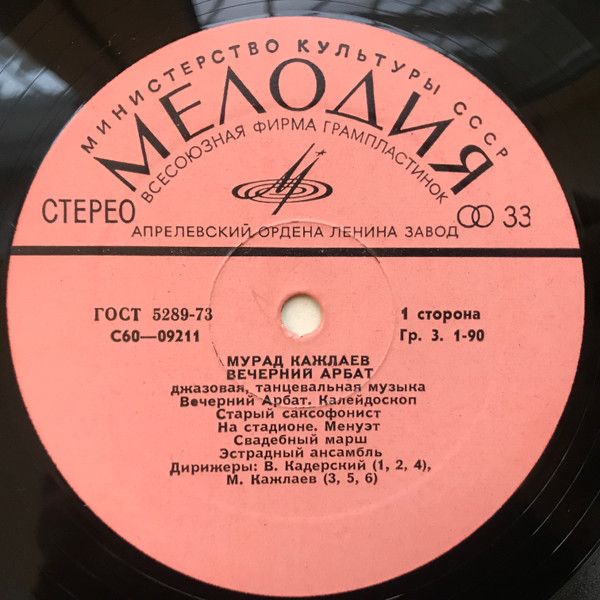 МИНИСТЕРСТВО КУЛЬТУРЫ СССР
МЕЛОДИЯ
ВСЕСОЮЗНАЯ ФИРМА ГРАМПЛАСТИНОК
СТЕРЕО 33
АПРЕЛЕВСКИЙ ОРДЕНА ЛЕНИНА ЗАВОД
ГОСТ 5289-73 1 сторона
С60—09211 Гр. 3. 1-90
МУРАД КАЖЛАЕВ
ВЕЧЕРНИЙ АРБАТ
джазовая, танцевальная музыка
Вечерний Арбат. Калейдоскоп
Старый саксофонист
На стадионе. Менуэт
Свадебный марш
Эстрадный ансамбль
Дирижеры: В. Кадерский (1, 2, 4),
М. Кажлаев (3, 5, 6)